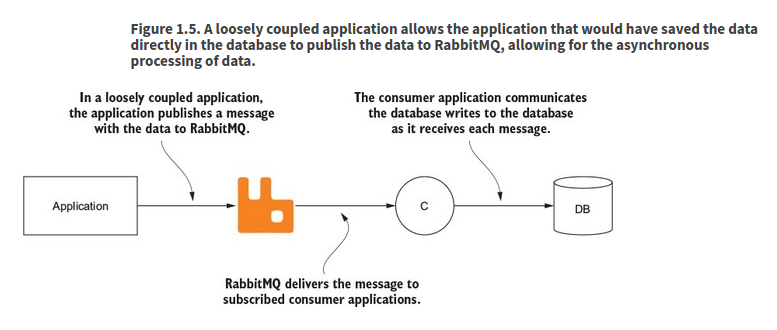 Figure 1.5. A loosely coupled application allows the application that would have saved the data
directly in the database to publish the data to RabbitMQ, allowing for the asynchronous
processing of data.
In a loosely coupled application,
the application publishes a message
with the data to RabbitMQ.
The consumer application communicates
the database writes to the database
as it receives each message.
Application
C
DB
RabbitMQ delivers the message to
subscribed consumer applications.